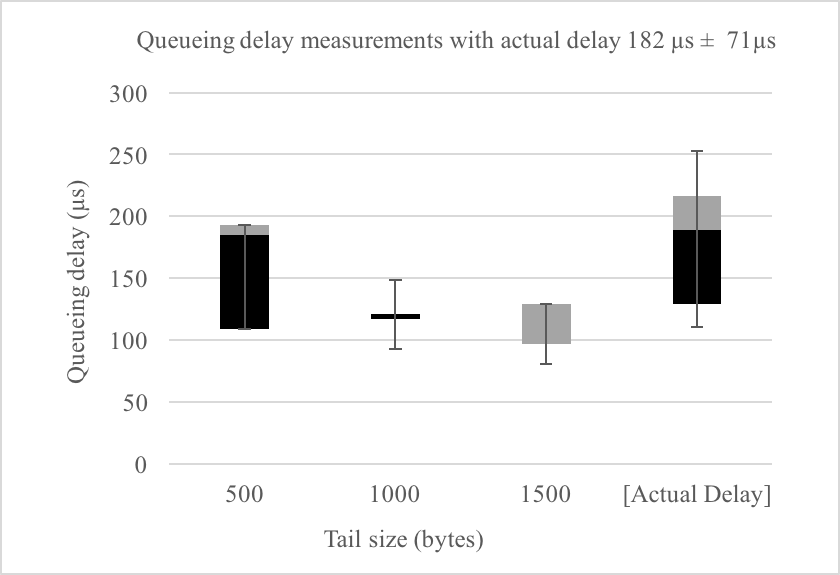 Queueing delay measurements with actual delay 182 µs ± 71µs
300
250
200
150
100
50
0
Queueing delay (µs)
500 1000 1500 [Actual Delay]
Tail size (bytes)